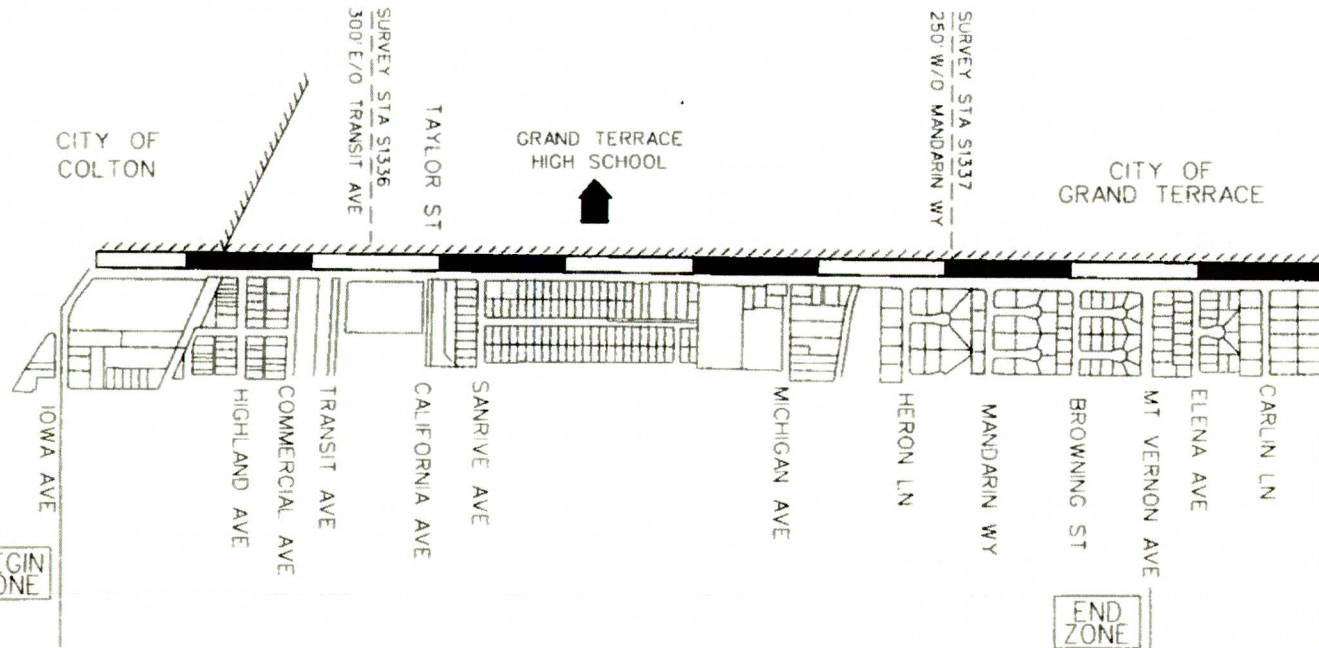 CITY OF
COLTON
SURVEY STA S1336
300' E/O TRANSIT AVE
TAYLOR ST
GRAND TERRACE
HIGH SCHOOL
SURVEY STA S1337
250' W/O MANDARIN WY
CITY OF
GRAND TERRACE
IOWA AVE
HIGHLAND AVE
COMMERCIAL AVE
TRANSIT AVE
CALIFORNIA AVE
SANRIVE AVE
MICHIGAN AVE
HERON LN
MANDARIN WY
BROWNING ST
MT VERNON AVE
ELENA AVE
CARLIN LN
END
ZONE